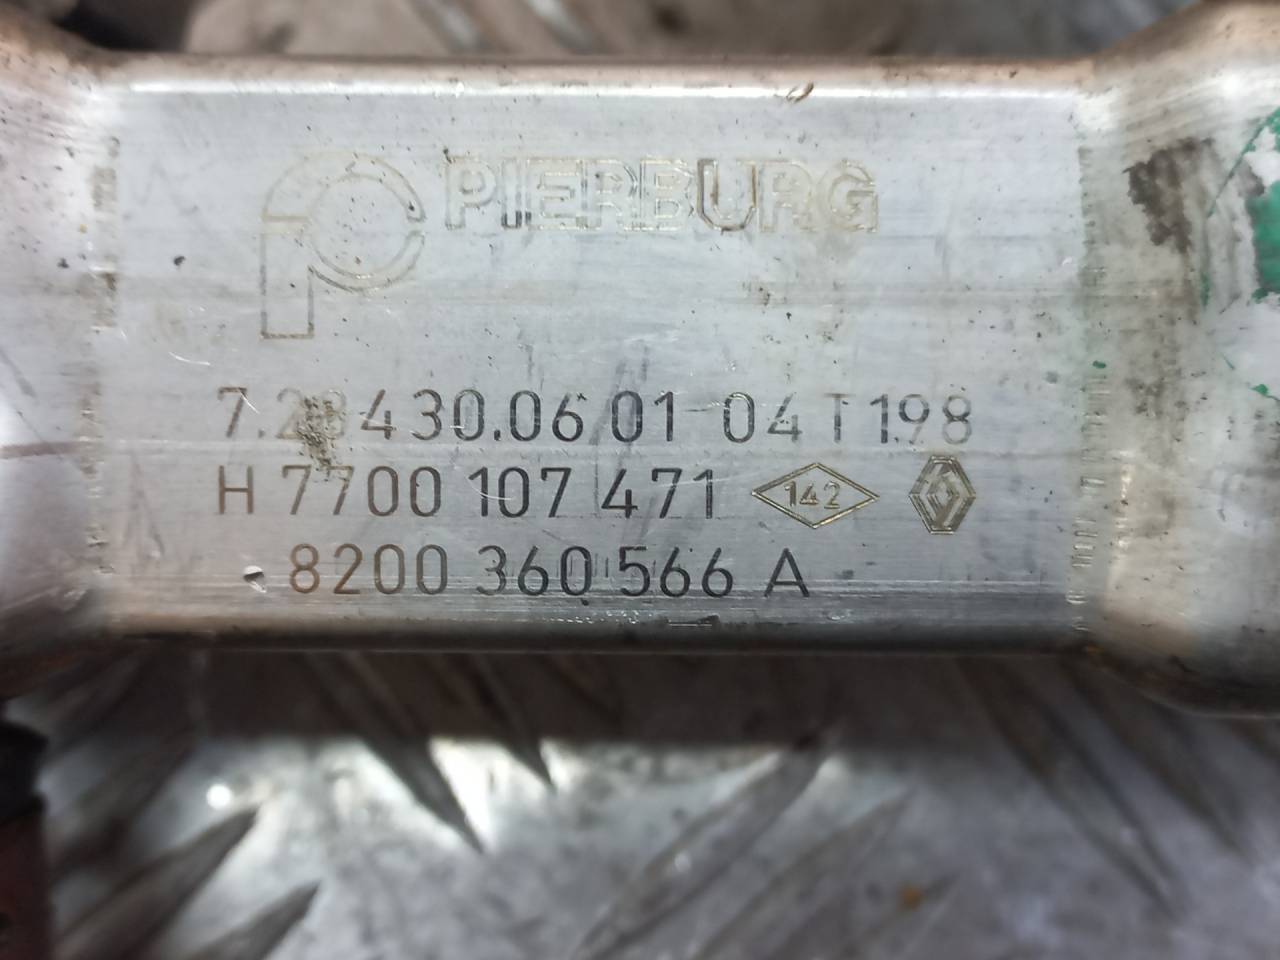 PIERBURG
7.28430.06 01 04T198
H 7700 107 471 142
8200 360 566 A